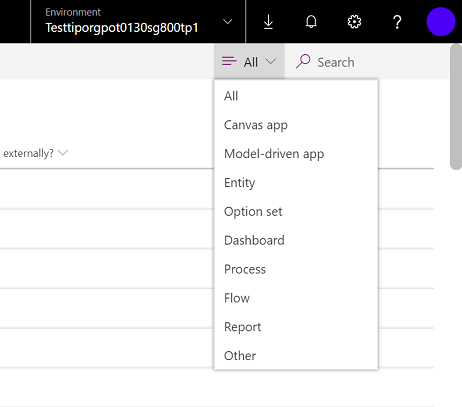 Environment
Testtiporgpot0130sg800tp1
All
Search
All
Canvas app
Model-driven app
externally?
Entity
Option set
Dashboard
Process
Flow
Report
Other